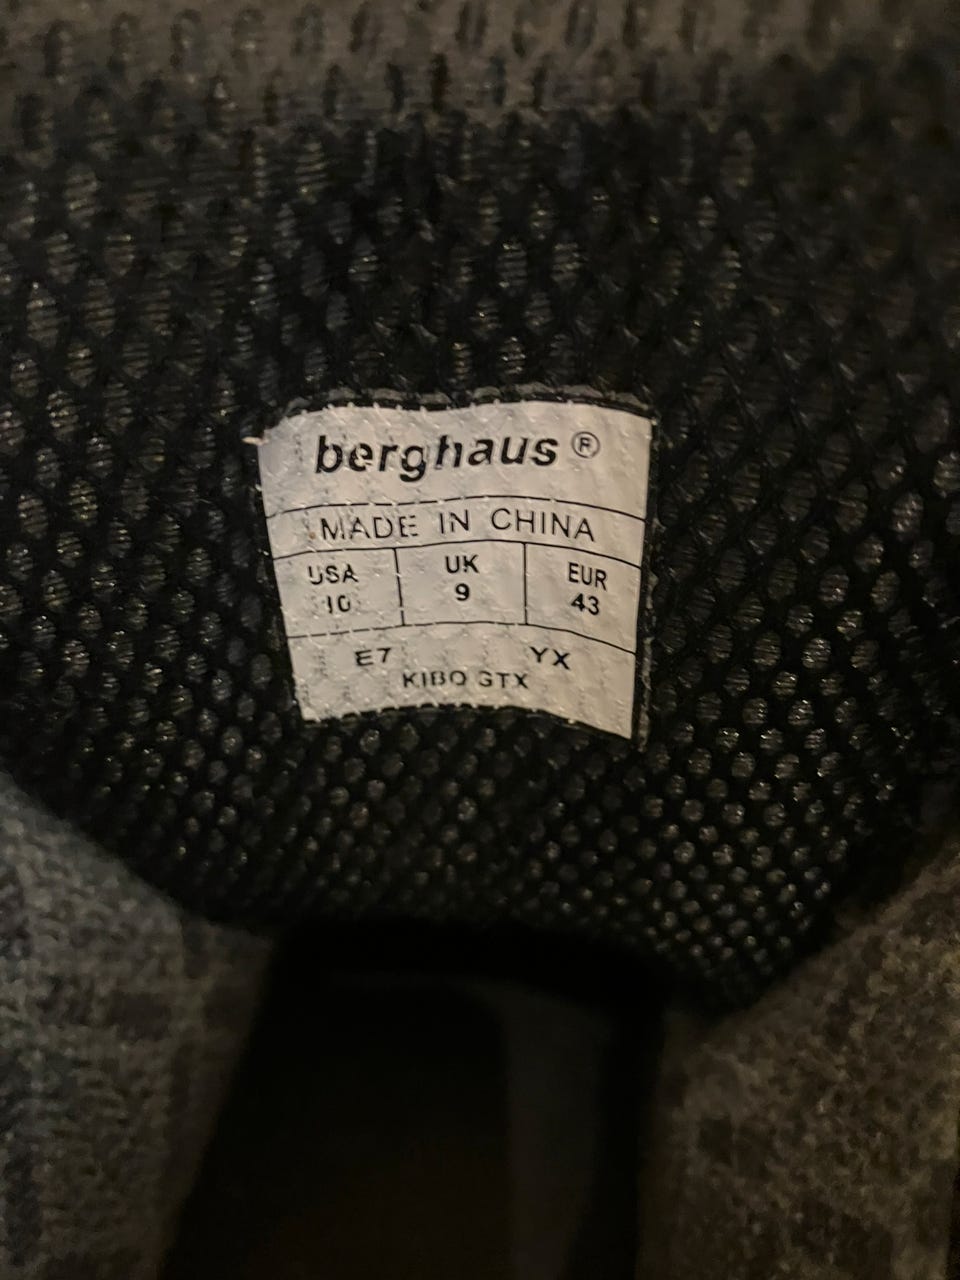 berghaus®
MADE IN CHINA
USA UK EUR
10 9 43
E7 YX
KIBO GTX